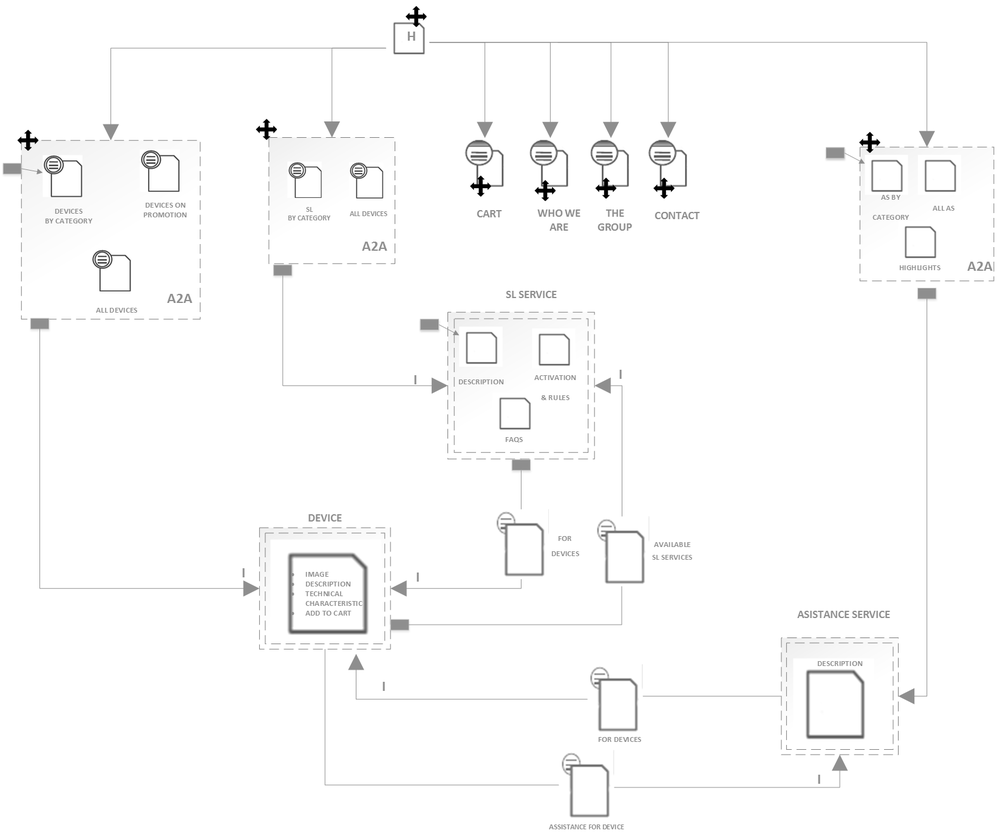 H
DEVICES
BY CATEGORY
DEVICES ON
PROMOTION
ALL DEVICES
A2A
SL
BY CATEGORY
ALL DEVICES
A2A
CART
WHO WE
ARE
THE
GROUP
CONTACT
AS BY
CATEGORY
ALL AS
HIGHLIGHTS
A2A
SL SERVICE
DESCRIPTION
ACTIVATION
& RULES
FAQS
I
I
DEVICE
IMAGE
DESCRIPTION
TECHNICAL
CHARACTERISTIC
ADD TO CART
I
I
FOR
DEVICES
AVAILABLE
SL SERVICES
ASISTANCE SERVICE
DESCRIPTION
I
FOR DEVICES
I
ASSISTANCE FOR DEVICE